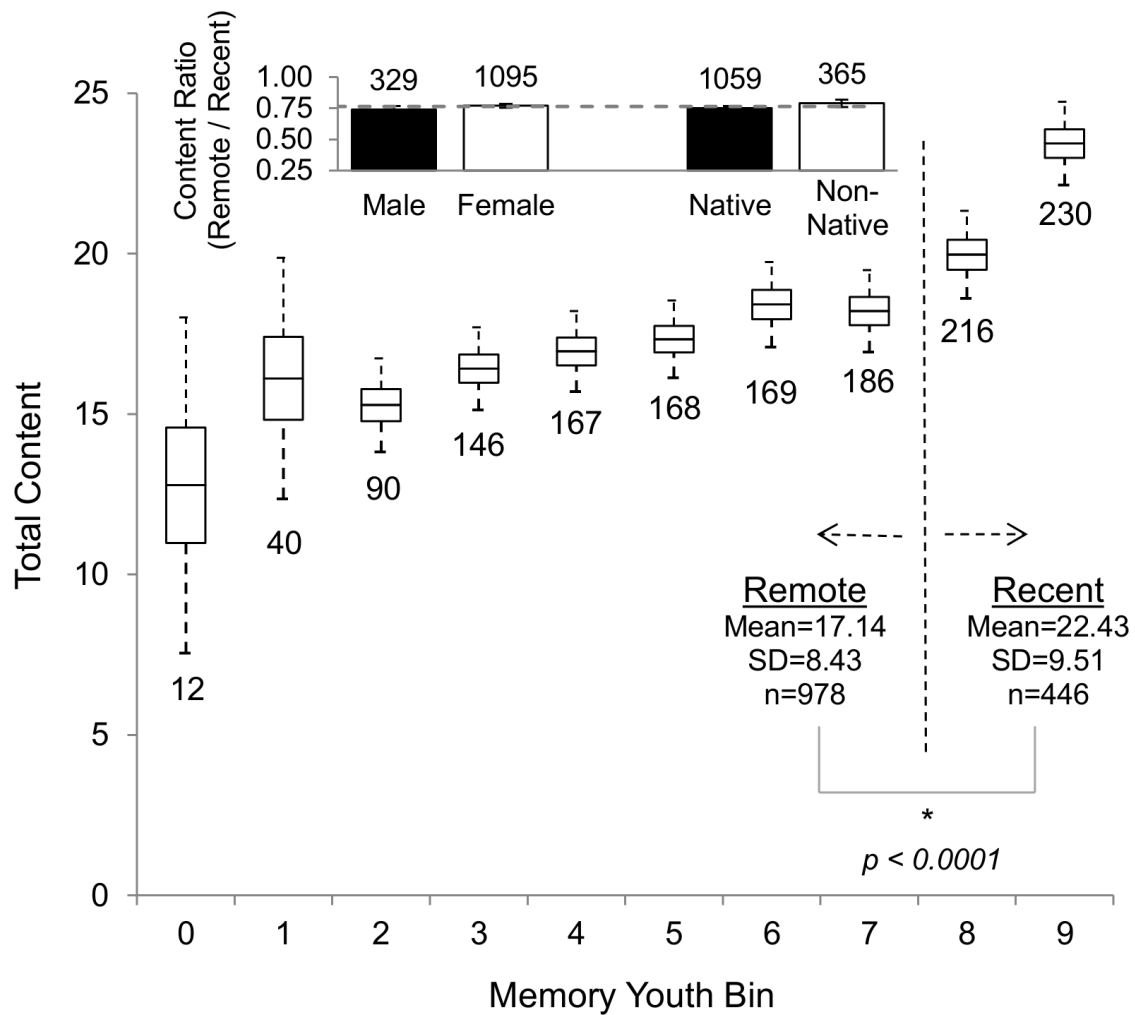 Content Ratio
(Remote / Recent)
1.00
0.75
0.50
0.25
329
1095
1059
365
Male
Female
Native
Non-
Native
Total Content
25
20
15
10
5
0
12
40
90
146
167
168
169
186
216
230
Remote
Mean=17.14
SD=8.43
n=978
Recent
Mean=22.43
SD=9.51
n=446
*
p < 0.0001
0 1 2 3 4 5 6 7 8 9
Memory Youth Bin